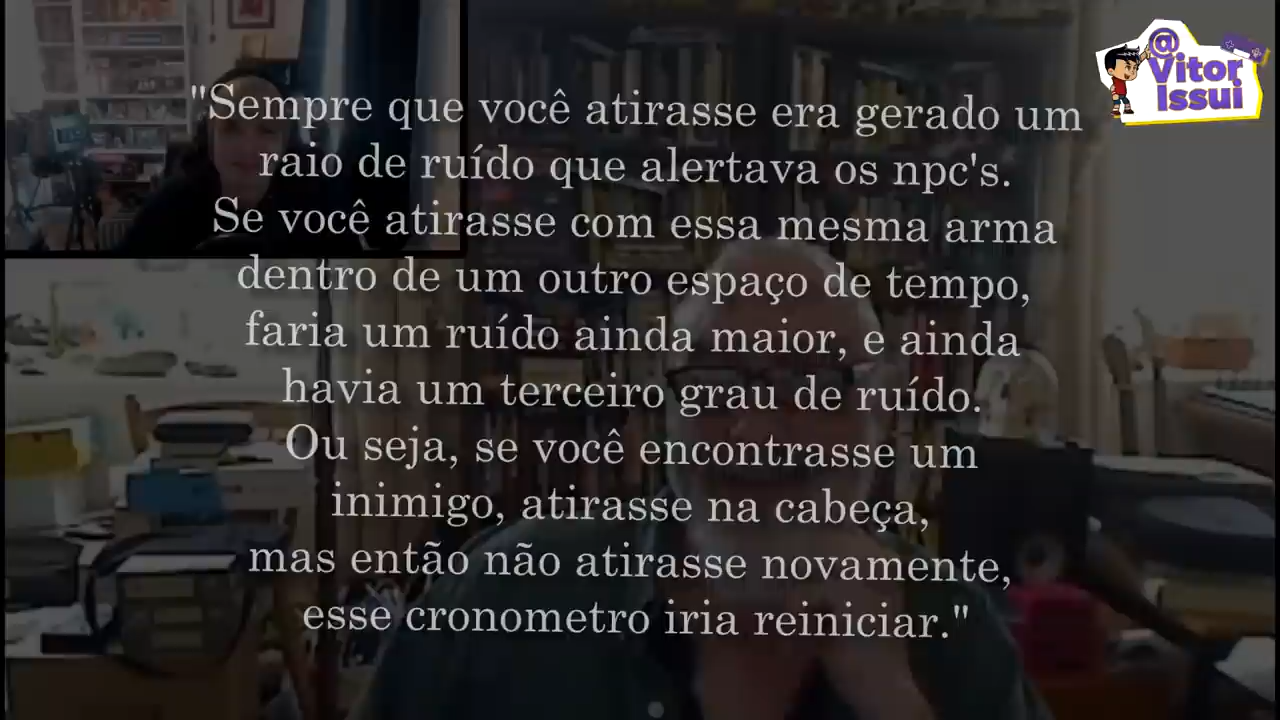 @
Vitor
Issui
"Sempre que você atirasse era gerado um
raio de ruído que alertava os npc's.
Se você atirasse com essa mesma arma
dentro de um outro espaço de tempo,
faria um ruído ainda maior, e ainda
havia um terceiro grau de ruído.
Ou seja, se você encontrasse um
inimigo, atirasse na cabeça,
mas então não atirasse novamente,
esse cronometro iria reiniciar."